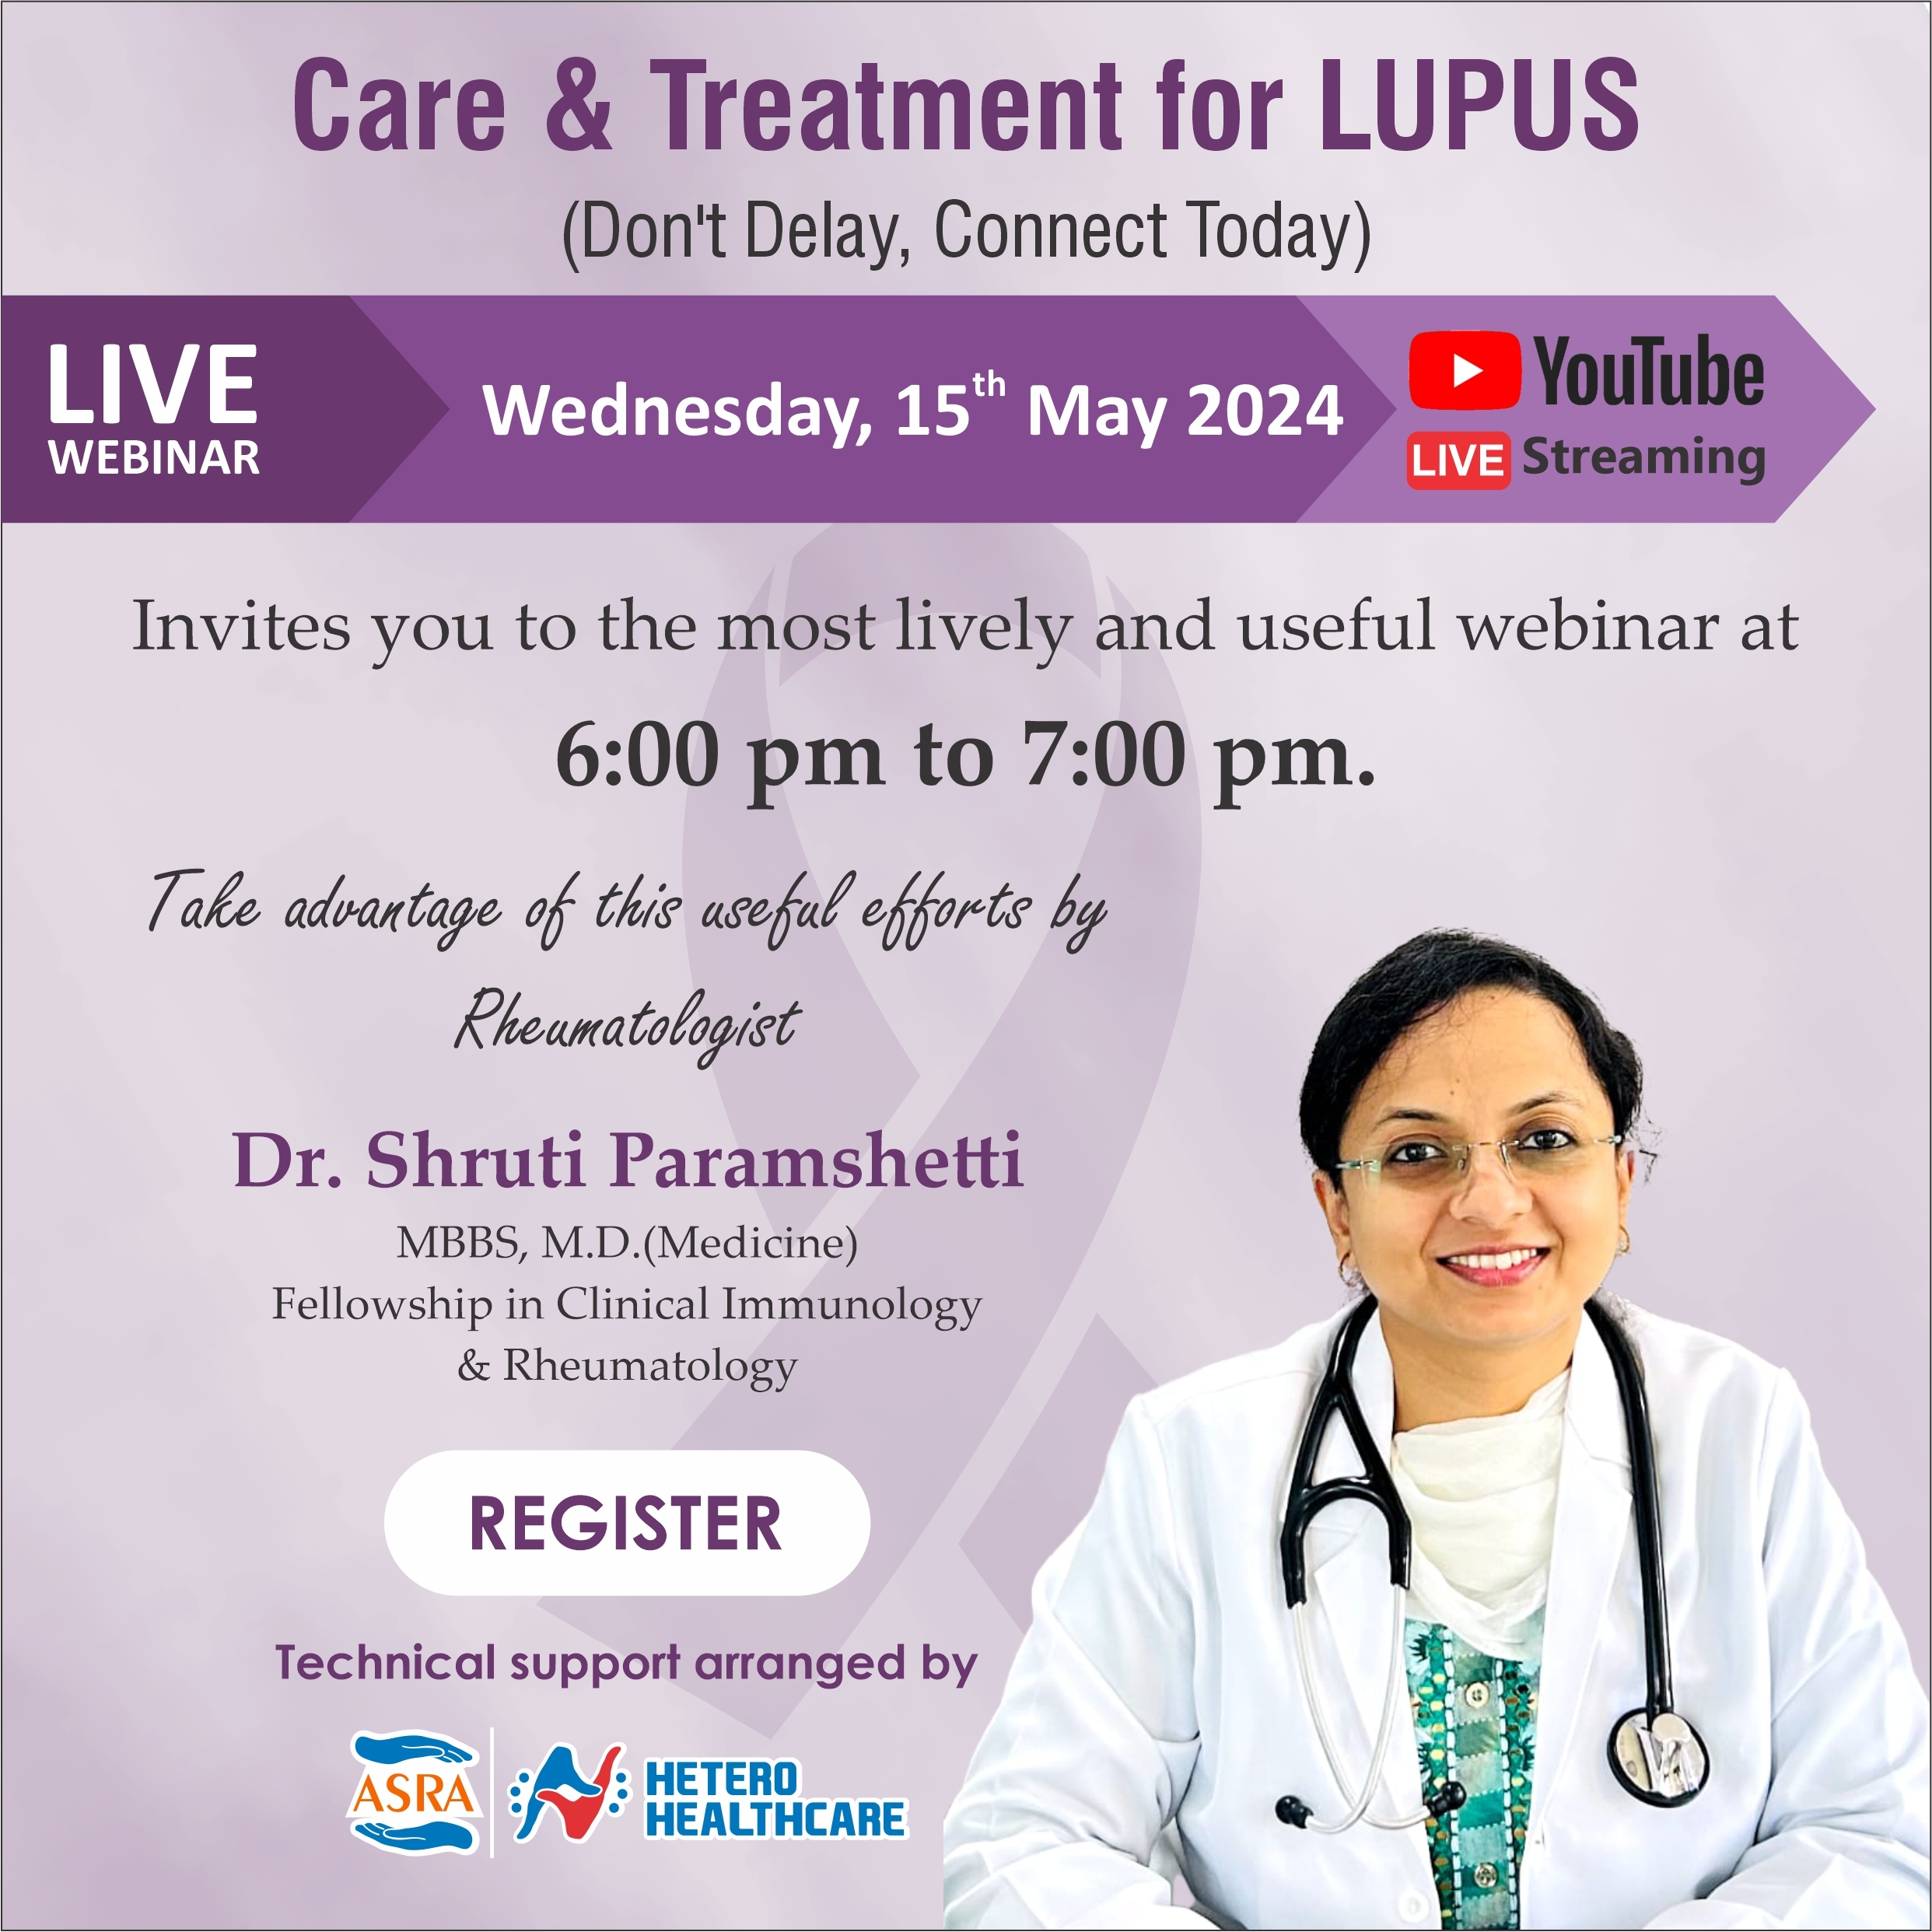 Care & Treatment for LUPUS
(Don't Delay, Connect Today)
LIVE
WEBINAR
Wednesday, 15th May 2024
YouTube
LIVE Streaming
Invites you to the most lively and useful webinar at
6:00 pm to 7:00 pm.
Take advantage of this useful efforts by
Rheumatologist
Dr. Shruti Paramshetti
MBBS, M.D.(Medicine)
Fellowship in Clinical Immunology
& Rheumatology
REGISTER
Technical support arranged by
ASRA
HETERO
HEALTHCARE